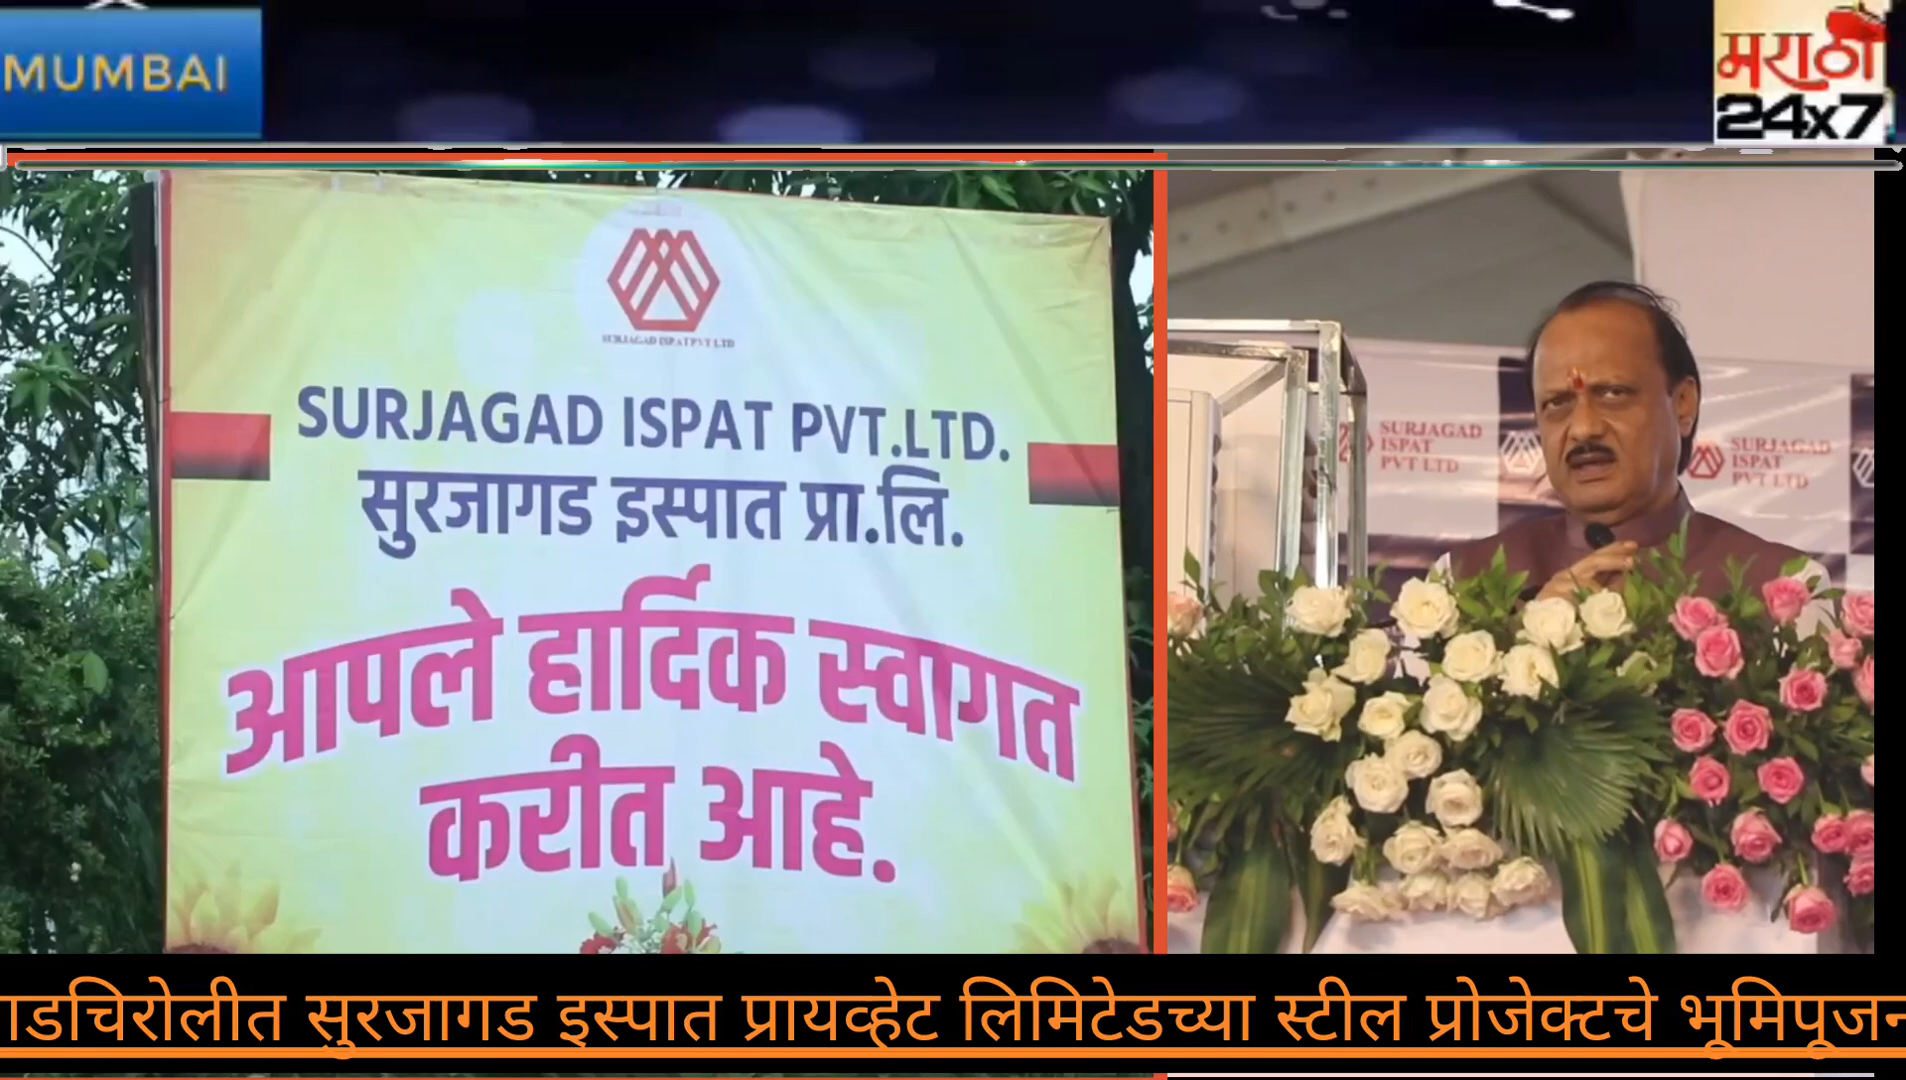 MUMBAI
मराठी
24x7
SURJAGAD ISPAT PVT LTD
SURJAGAD ISPAT PVT.LTD.
सुरजागड इस्पात प्रा.लि.
आपले हार्दिक स्वागत
करीत आहे.
SURJAGAD
ISPAT
PVT LTD
SURJAGAD
ISPAT
PVT LTD
ाडचिरोलीत सुरजागड इस्पात प्रायव्हेट लिमिटेडच्या स्टील प्रोजेक्टचे भूमिपूजन